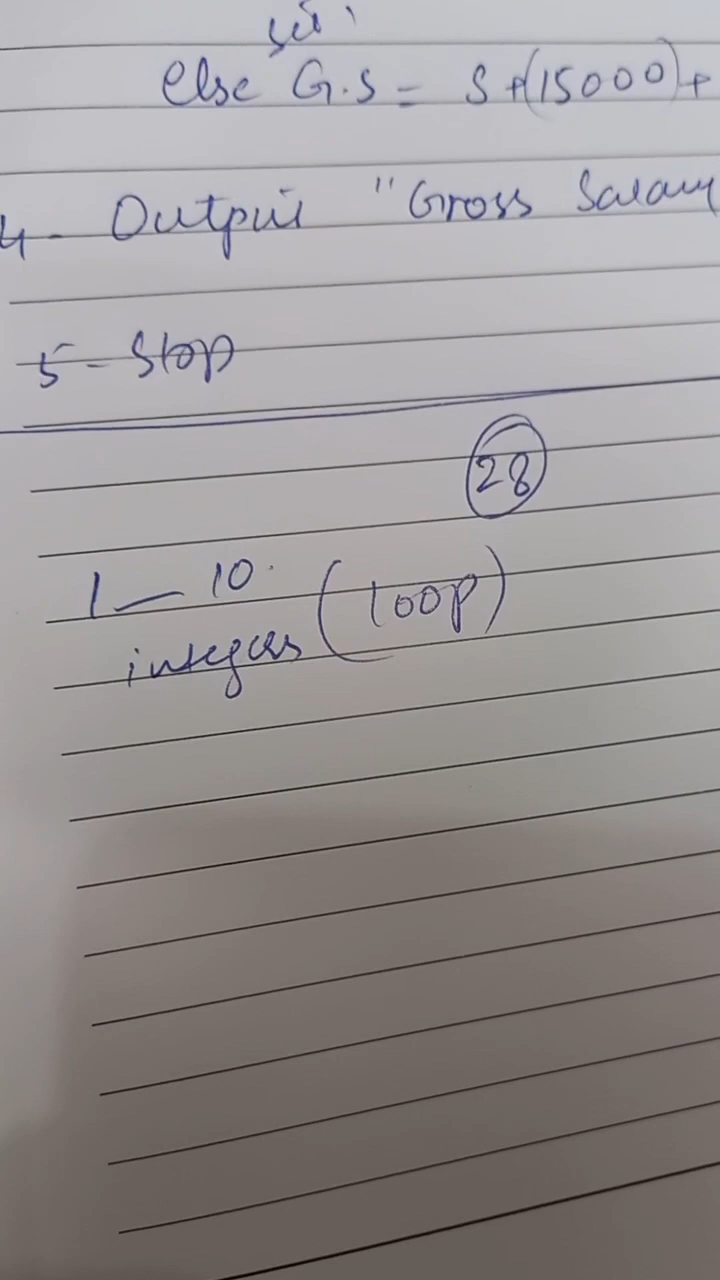 Else G.S = S+(15000)+
4- Output "Gross Salary
5- Stop
28
1 — 10.
integers (loop)